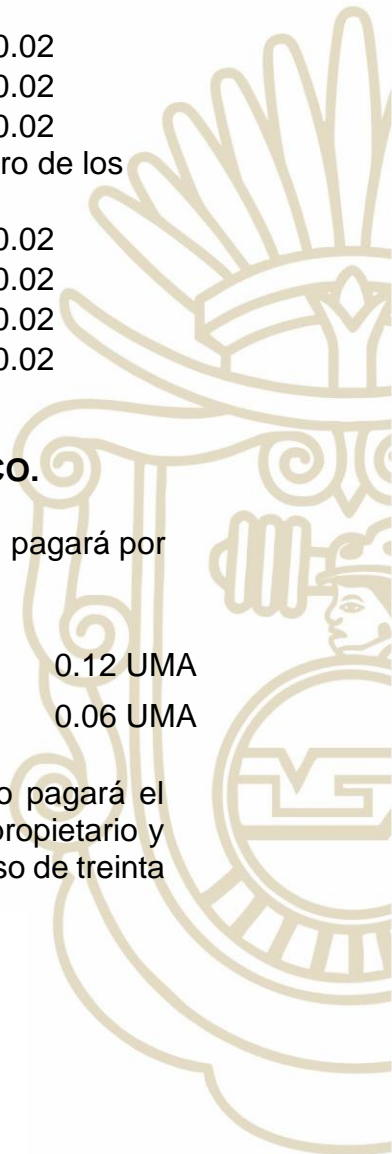 0.02
0.02
0.02
ro de los
0.02
0.02
0.02
0.02
CO.
pagará por
0.12 UMA
0.06 UMA
o pagará el
propietario y
so de treinta